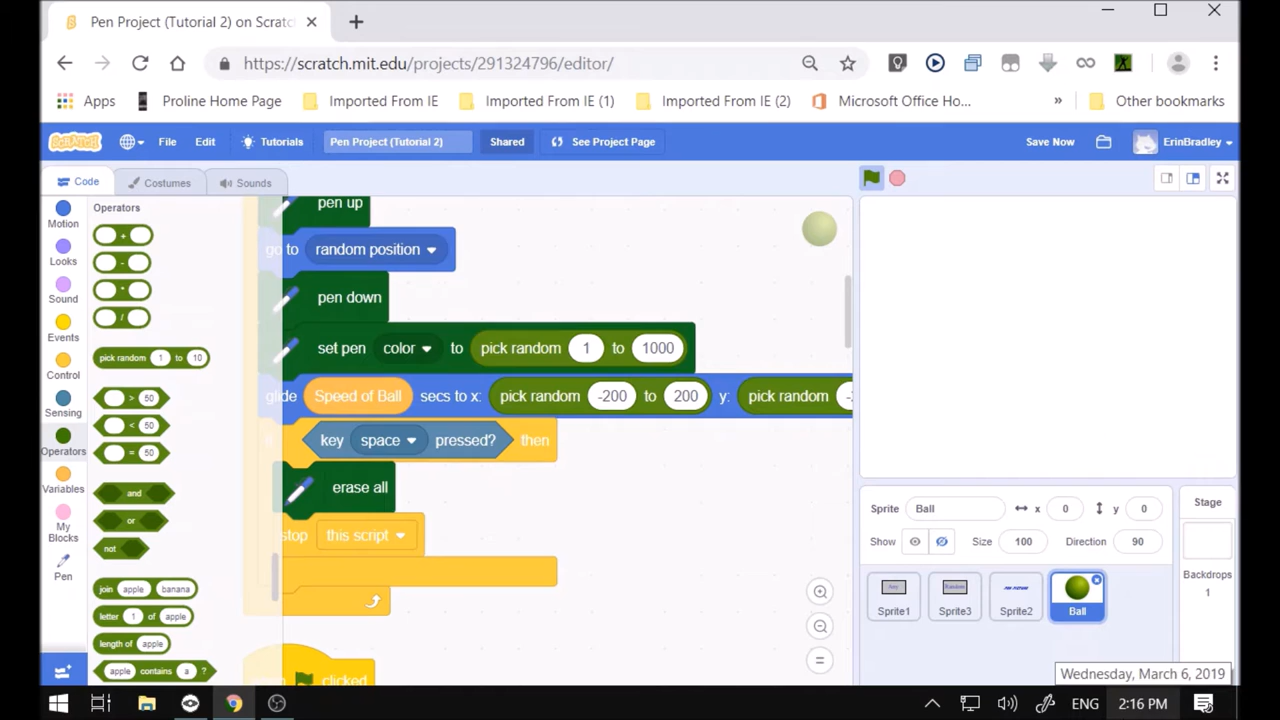 Pen Project (Tutorial 2) on Scratc
https://scratch.mit.edu/projects/291324796/editor/
Apps Proline Home Page Imported From IE Imported From IE (1) Imported From IE (2) Microsoft Office Ho... » Other bookmarks
SCRATCH File Edit Tutorials Pen Project (Tutorial 2) Shared See Project Page Save Now ErinBradley
Code Costumes Sounds
Motion
Looks
Sound
Events
Control
Sensing
Operators
Variables
My
Blocks
Pen
Operators
+
-
*
/
pick random 1 to 10
> 50
< 50
= 50
and
or
not
join apple banana
letter 1 of apple
length of apple
apple contains a ?
pen up
go to random position
pen down
set pen color to pick random 1 to 1000
glide Speed of Ball secs to x: pick random -200 to 200 y: pick random -
key space pressed? then
erase all
stop this script
clicked
Sprite Ball x 0 y 0
Show Size 100 Direction 90
Sprite1 Sprite3 Sprite2 Ball
Stage
Backdrops
1
Wednesday, March 6, 2019
ENG 2:16 PM